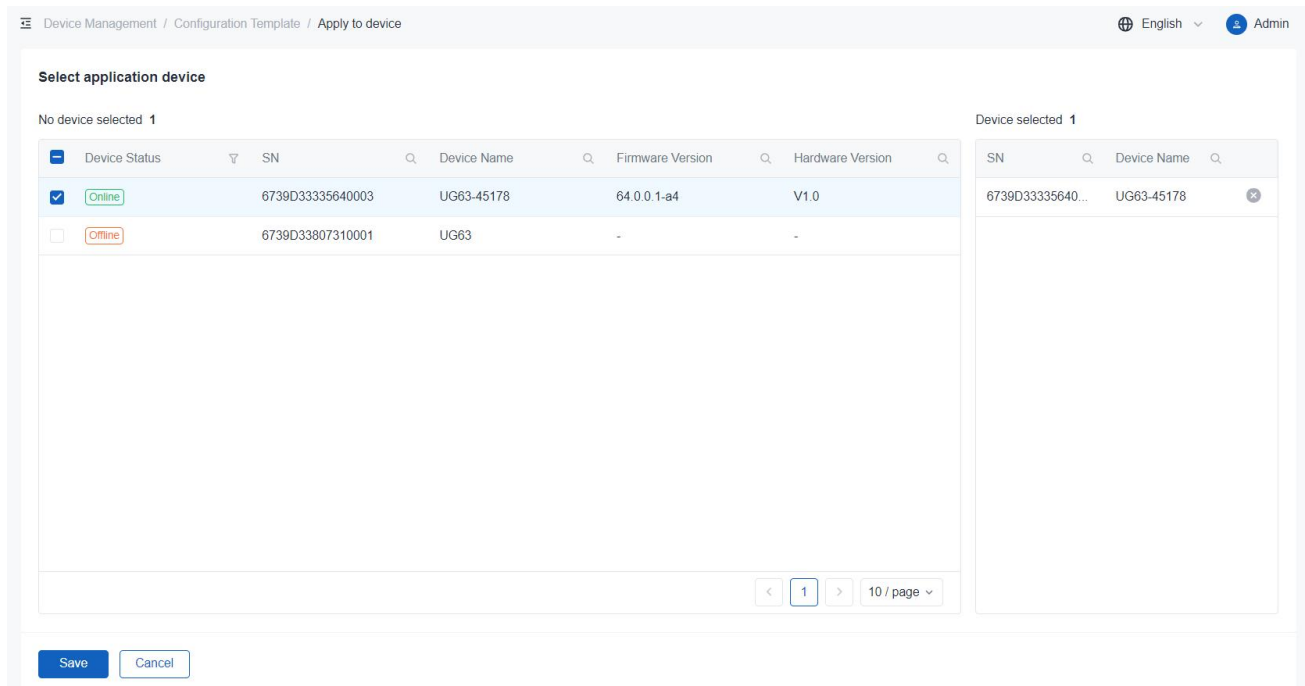 Device Management / Configuration Template / Apply to device English Admin
Select application device
No device selected 1 Device selected 1
Device Status SN Device Name Firmware Version Hardware Version SN Device Name
Online 6739D33335640003 UG63-45178 64.0.0.1-a4 V1.0 6739D33335640... UG63-45178
Offline 6739D33807310001 UG63 - -
1 10 / page
Save Cancel